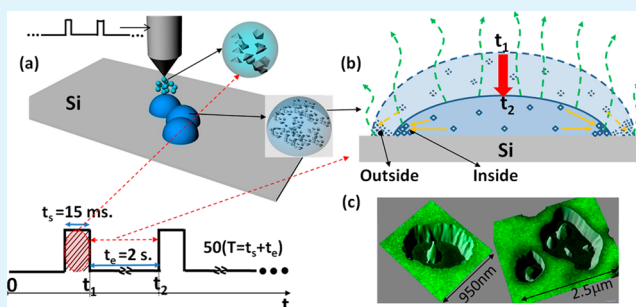 (a)
Si
t_s =15 ms.
t_e =2 s.
50(T=t_s+t_e)
0
t_1
t_2
t
(b)
t_1
t_2
Si
Outside
Inside
(c)
950nm
2.5μm